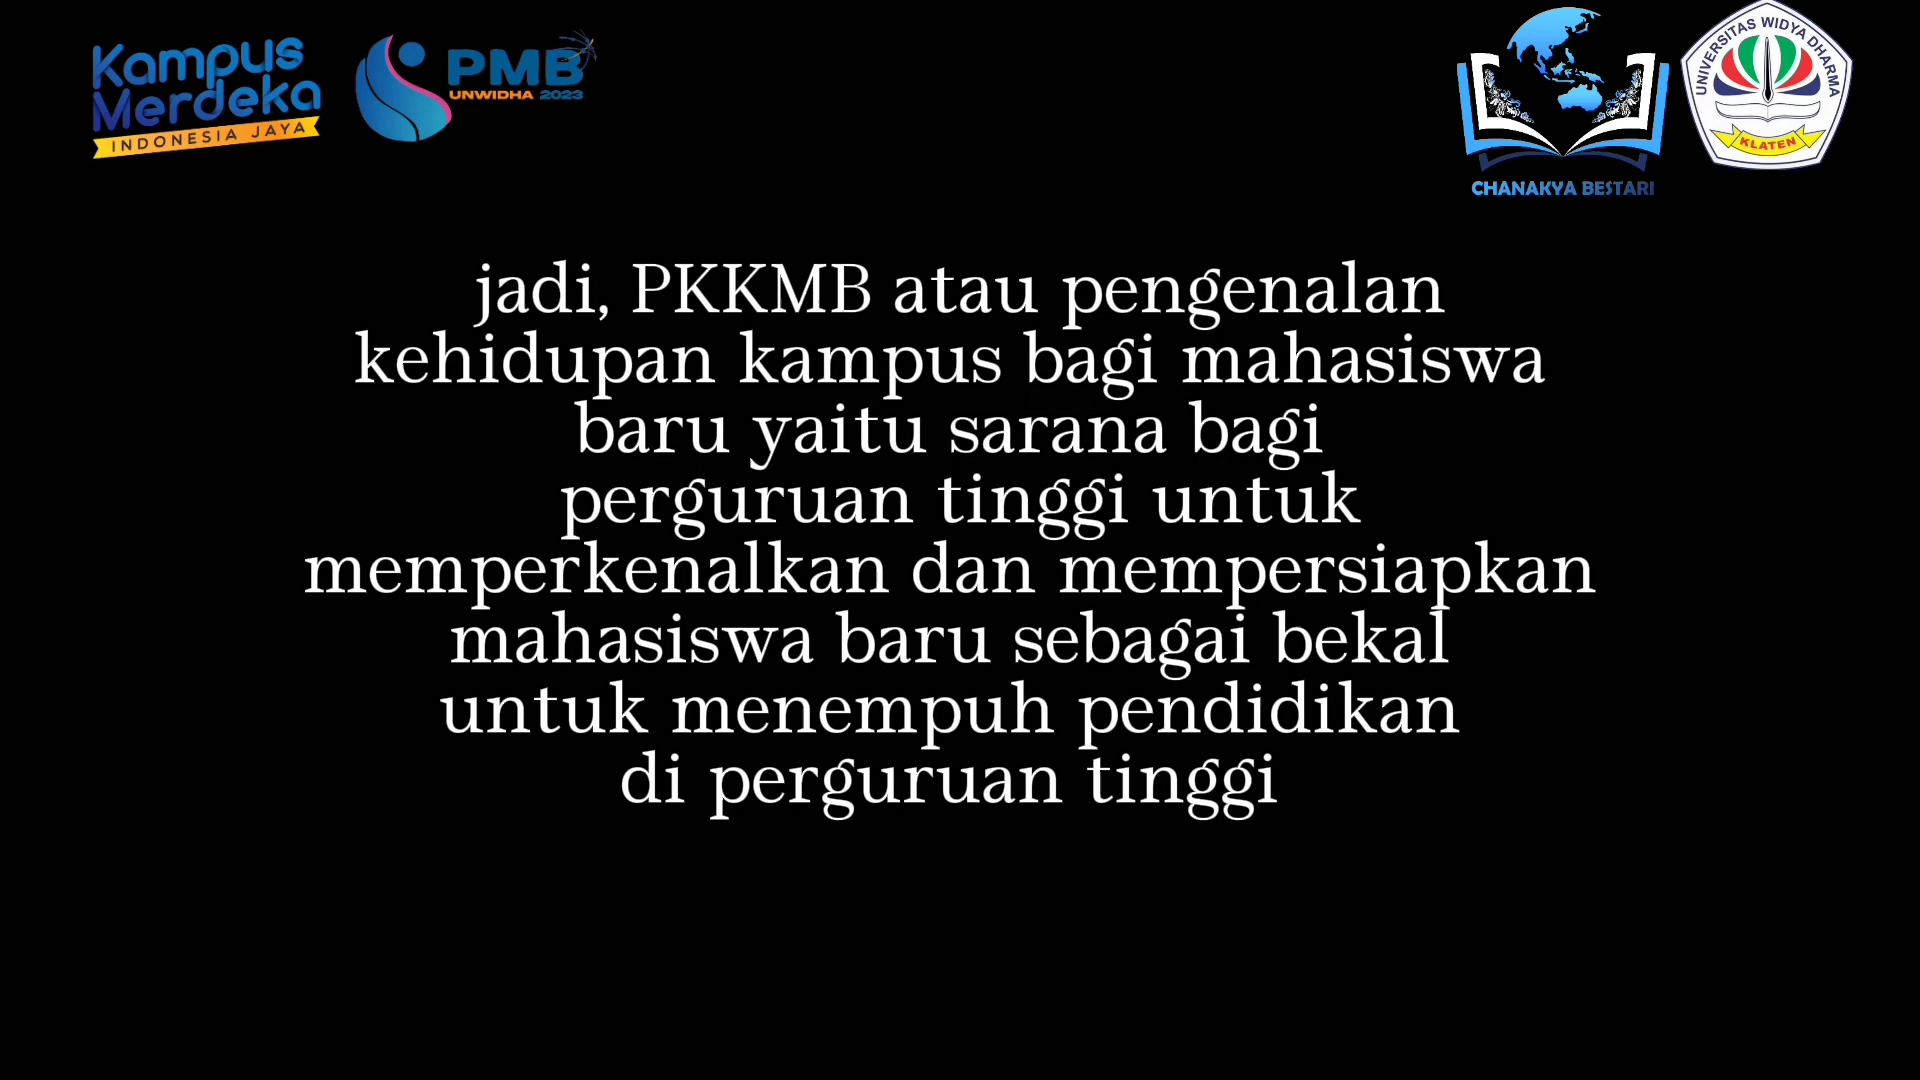 Kampus
Merdeka
INDONESIA JAYA
PMB
UNWIDHA 2023
CHANAKYA BESTARI
UNIVERSITAS WIDYA DHARMA
KLATEN
jadi, PKKMB atau pengenalan
kehidupan kampus bagi mahasiswa
baru yaitu sarana bagi
perguruan tinggi untuk
memperkenalkan dan mempersiapkan
mahasiswa baru sebagai bekal
untuk menempuh pendidikan
di perguruan tinggi